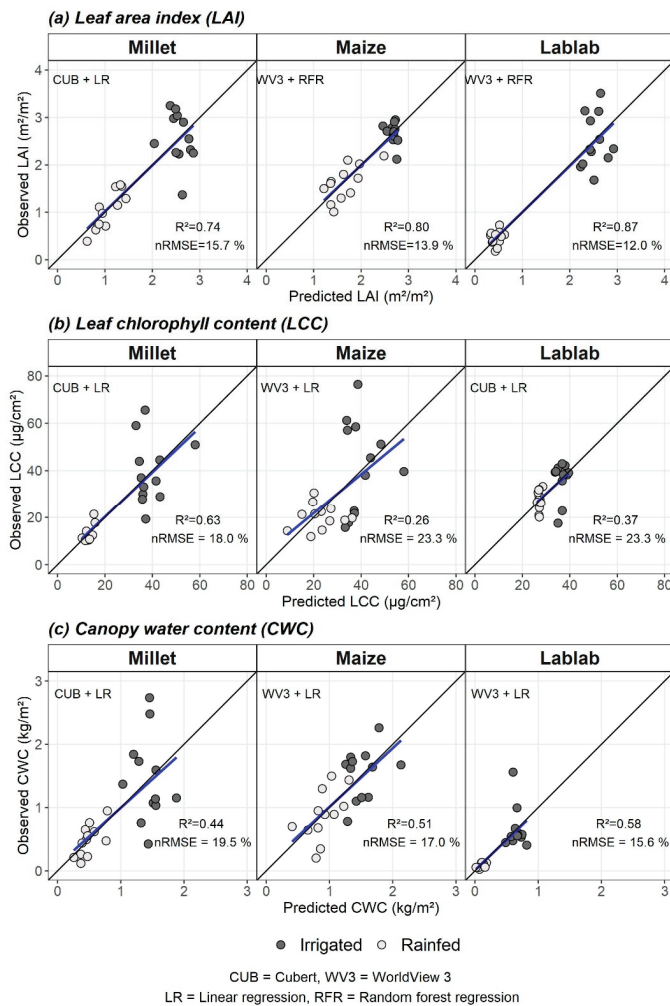 (a) Leaf area index (LAI)
Millet Maize Lablab
CUB + LR WV3 + RFR WV3 + RFR
Observed LAI (m²/m²)
4
3
2
1
0
R²=0.74 R²=0.80 R²=0.87
nRMSE=15.7 % nRMSE=13.9 % nRMSE=12.0 %
0 1 2 3 4 0 1 2 3 4 0 1 2 3 4
Predicted LAI (m²/m²)
(b) Leaf chlorophyll content (LCC)
Millet Maize Lablab
CUB + LR WV3 + LR CUB + LR
Observed LCC (µg/cm²)
80
60
40
20
0
R²=0.63 R²=0.26 R²=0.37
nRMSE = 18.0 % nRMSE = 23.3 % nRMSE = 23.3 %
0 20 40 60 80 0 20 40 60 80 0 20 40 60 80
Predicted LCC (µg/cm²)
(c) Canopy water content (CWC)
Millet Maize Lablab
CUB + LR WV3 + LR WV3 + LR
Observed CWC (kg/m²)
3
2
1
0
R²=0.44 R²=0.51 R²=0.58
nRMSE = 19.5 % nRMSE = 17.0 % nRMSE = 15.6 %
0 1 2 3 0 1 2 3 0 1 2 3
Predicted CWC (kg/m²)
Irrigated Rainfed
CUB = Cubert, WV3 = WorldView 3
LR = Linear regression, RFR = Random forest regression